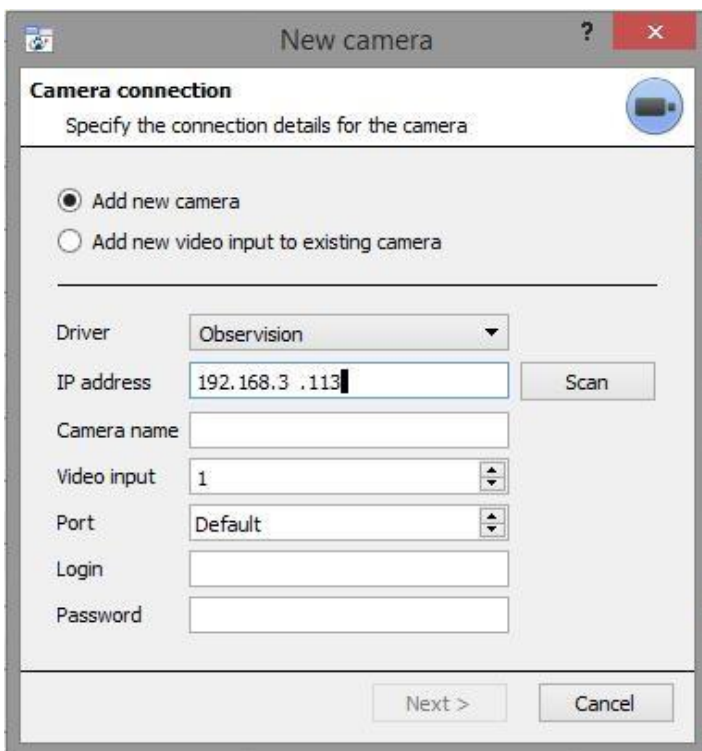 New camera
?
Camera connection
Specify the connection details for the camera
Add new camera
Add new video input to existing camera
Driver Observision
IP address 192.168.3 .113 Scan
Camera name
Video input 1
Port Default
Login
Password
Next > Cancel